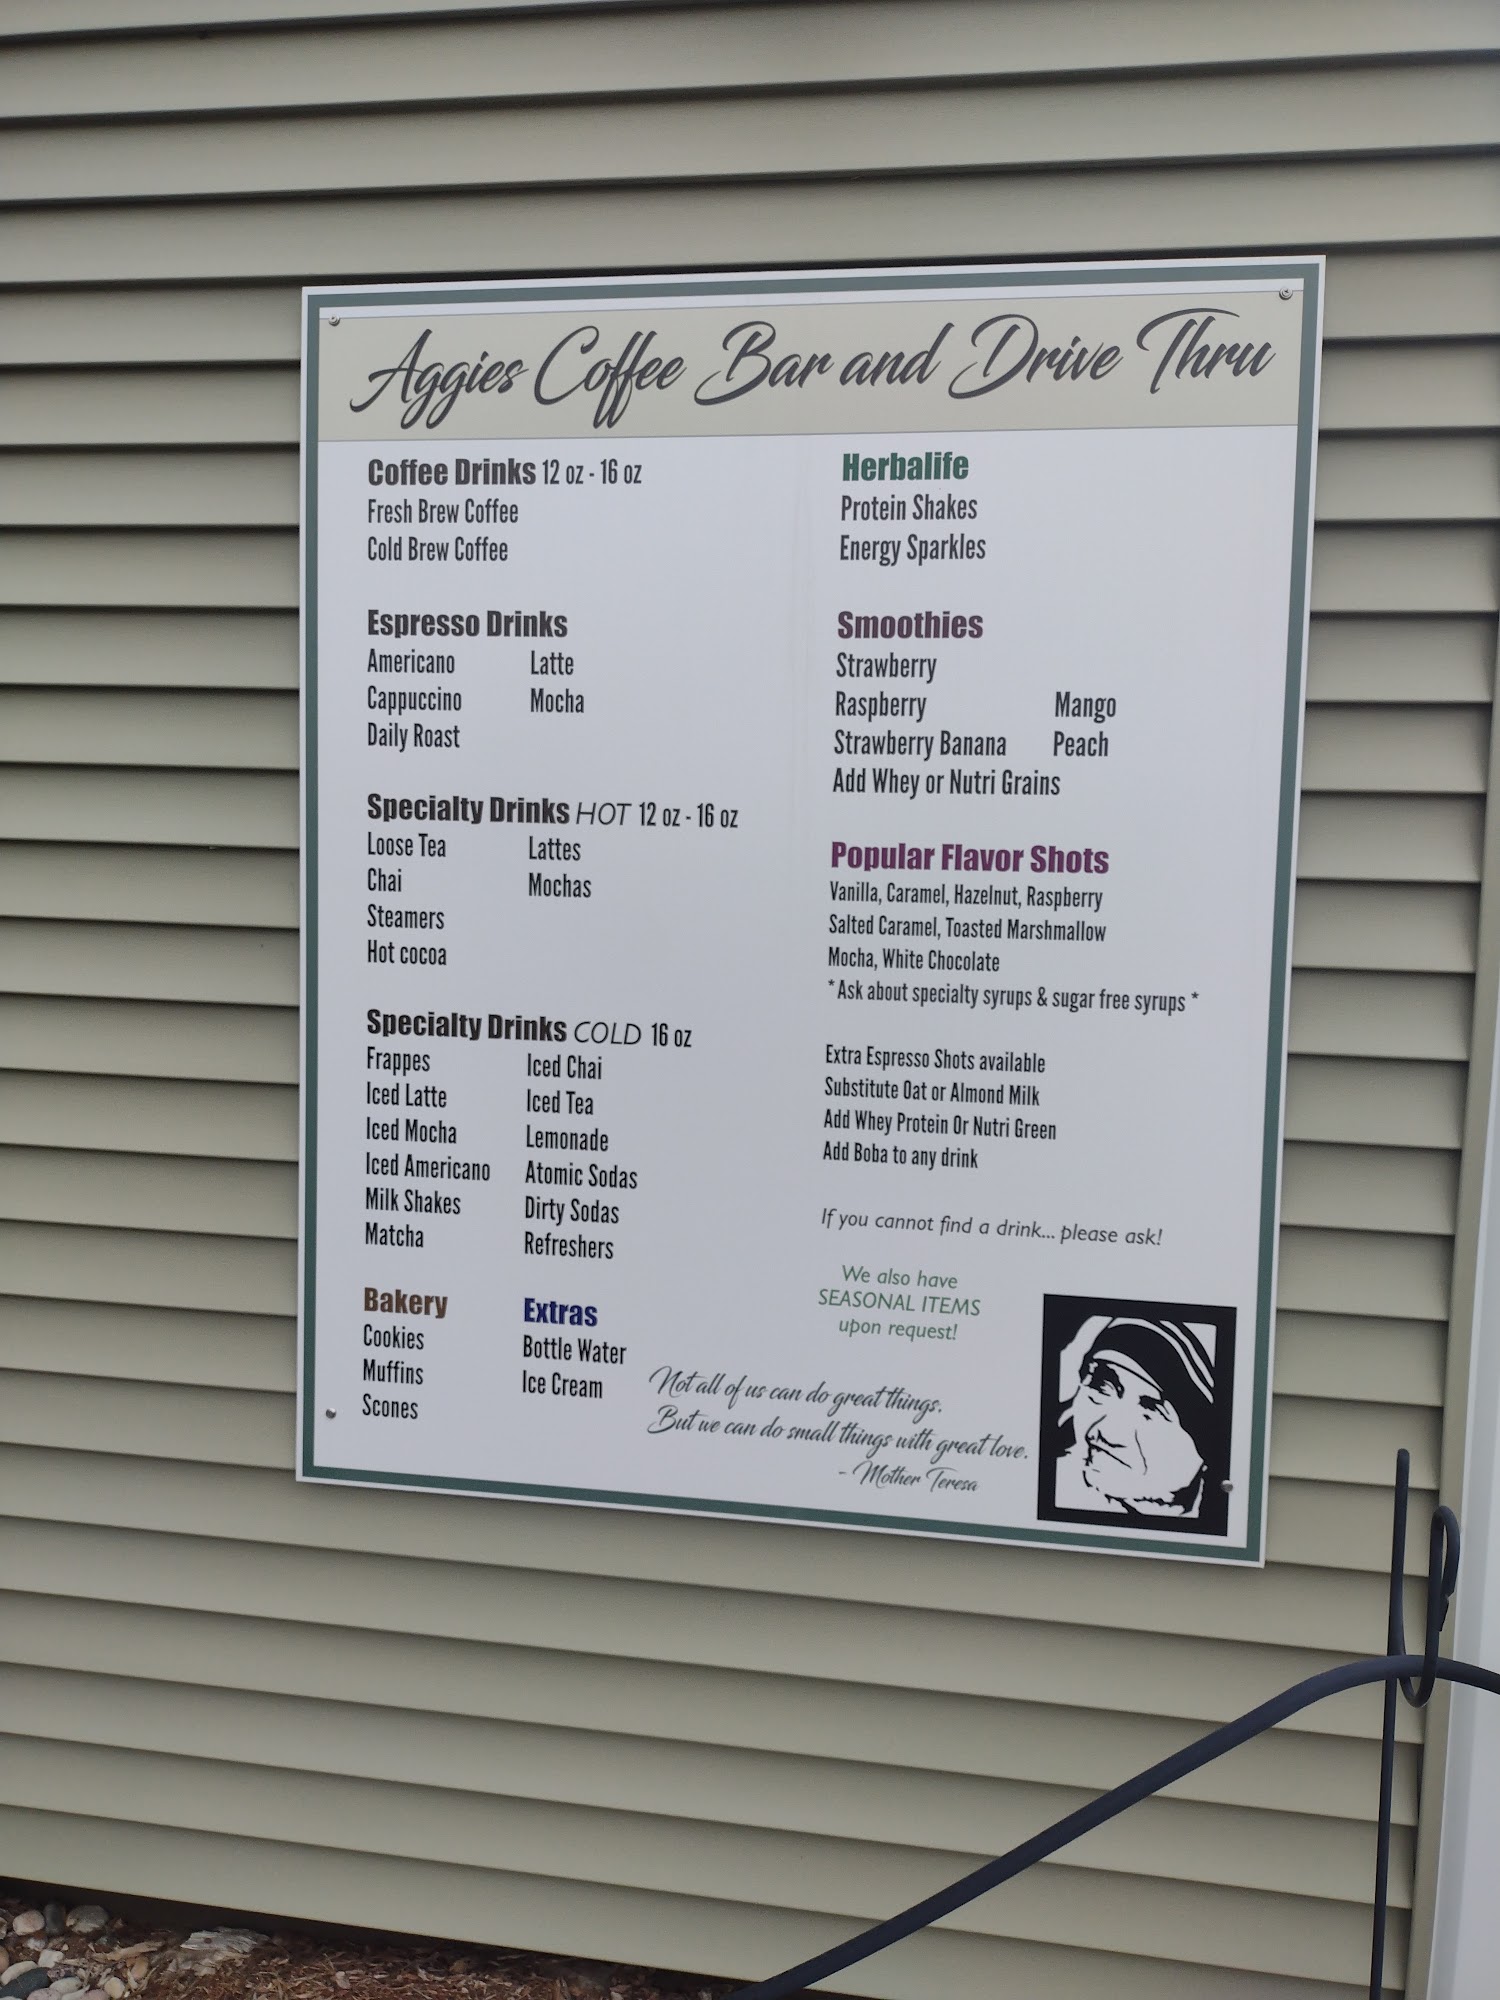 Aggies Coffee Bar and Drive Thru
Coffee Drinks 12 oz - 16 oz
Fresh Brew Coffee
Cold Brew Coffee
Espresso Drinks
Americano Latte
Cappuccino Mocha
Daily Roast
Specialty Drinks HOT 12 oz - 16 oz
Loose Tea Lattes
Chai Mochas
Steamers
Hot cocoa
Specialty Drinks COLD 16 oz
Frappes Iced Chai
Iced Latte Iced Tea
Iced Mocha Lemonade
Iced Americano Atomic Sodas
Milk Shakes Dirty Sodas
Matcha Refreshers
Bakery
Cookies
Muffins
Scones
Extras
Bottle Water
Ice Cream
Herbalife
Protein Shakes
Energy Sparkles
Smoothies
Strawberry
Raspberry Mango
Strawberry Banana Peach
Add Whey or Nutri Grains
Popular Flavor Shots
Vanilla, Caramel, Hazelnut, Raspberry
Salted Caramel, Toasted Marshmallow
Mocha, White Chocolate
*Ask about specialty syrups & sugar free syrups *
Extra Espresso Shots available
Substitute Oat or Almond Milk
Add Whey Protein Or Nutri Green
Add Boba to any drink
If you cannot find a drink... please ask!
We also have
SEASONAL ITEMS
upon request!
Not all of us can do great things.
But we can do small things with great love.
- Mother Teresa